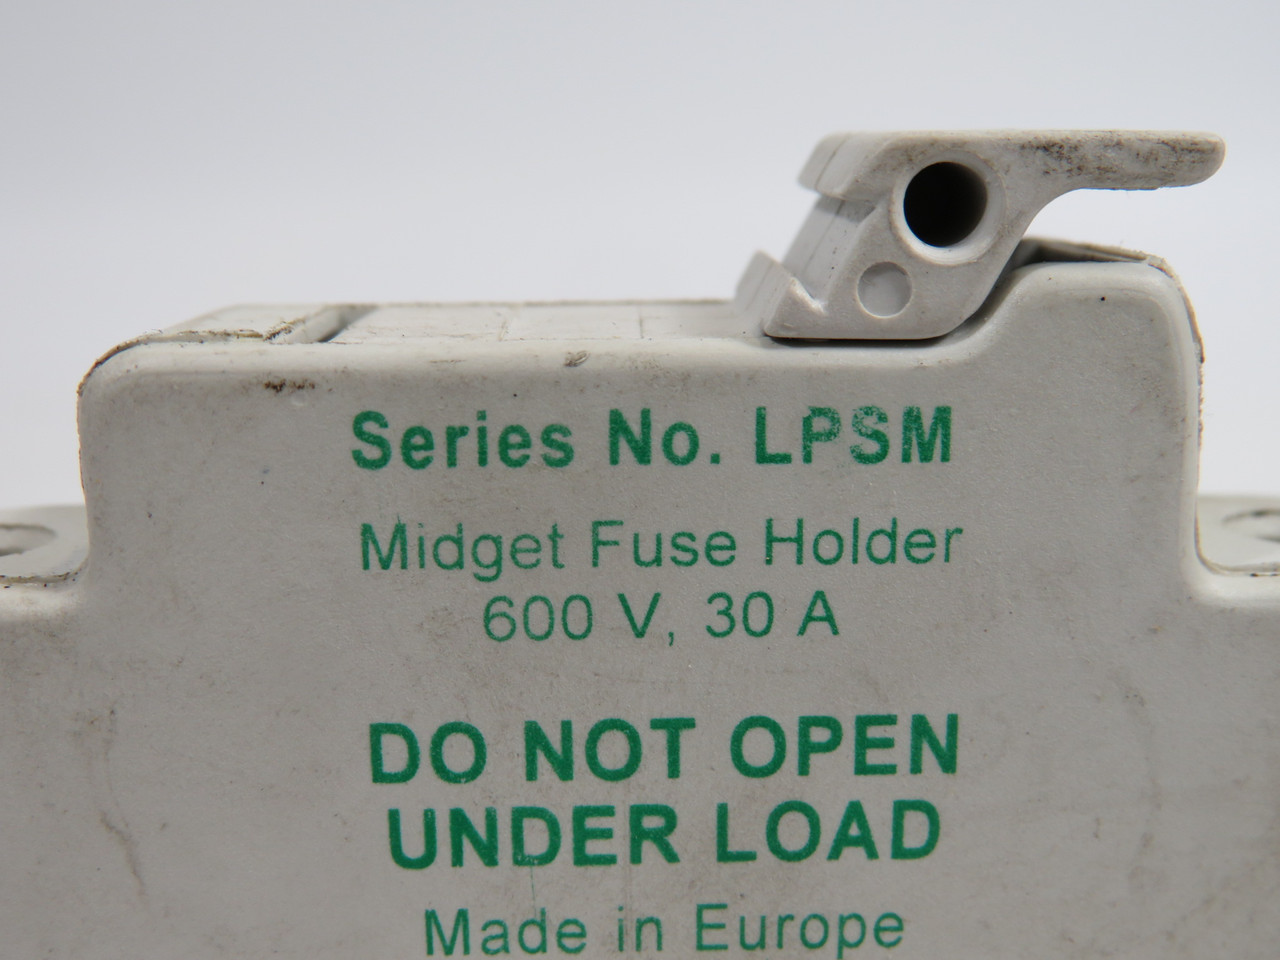 Series No. LPSM
Midget Fuse Holder
600 V, 30 A
DO NOT OPEN
UNDER LOAD
Made in Europe